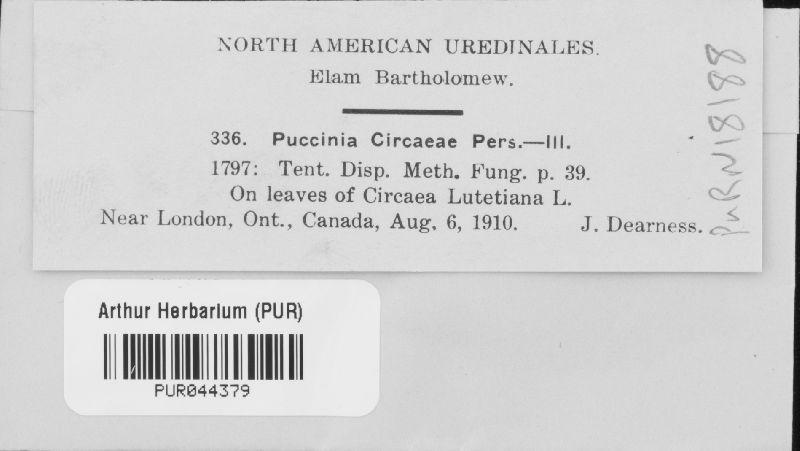 NORTH AMERICAN UREDINALES.
Elam Bartholomew.
336. Puccinia Circaeae Pers.—III.
1797: Tent. Disp. Meth. Fung. p. 39.
On leaves of Circaea Lutetiana L.
Near London, Ont., Canada, Aug. 6, 1910. J. Dearness.
PURN18188
Arthur Herbarium (PUR)
PUR044379